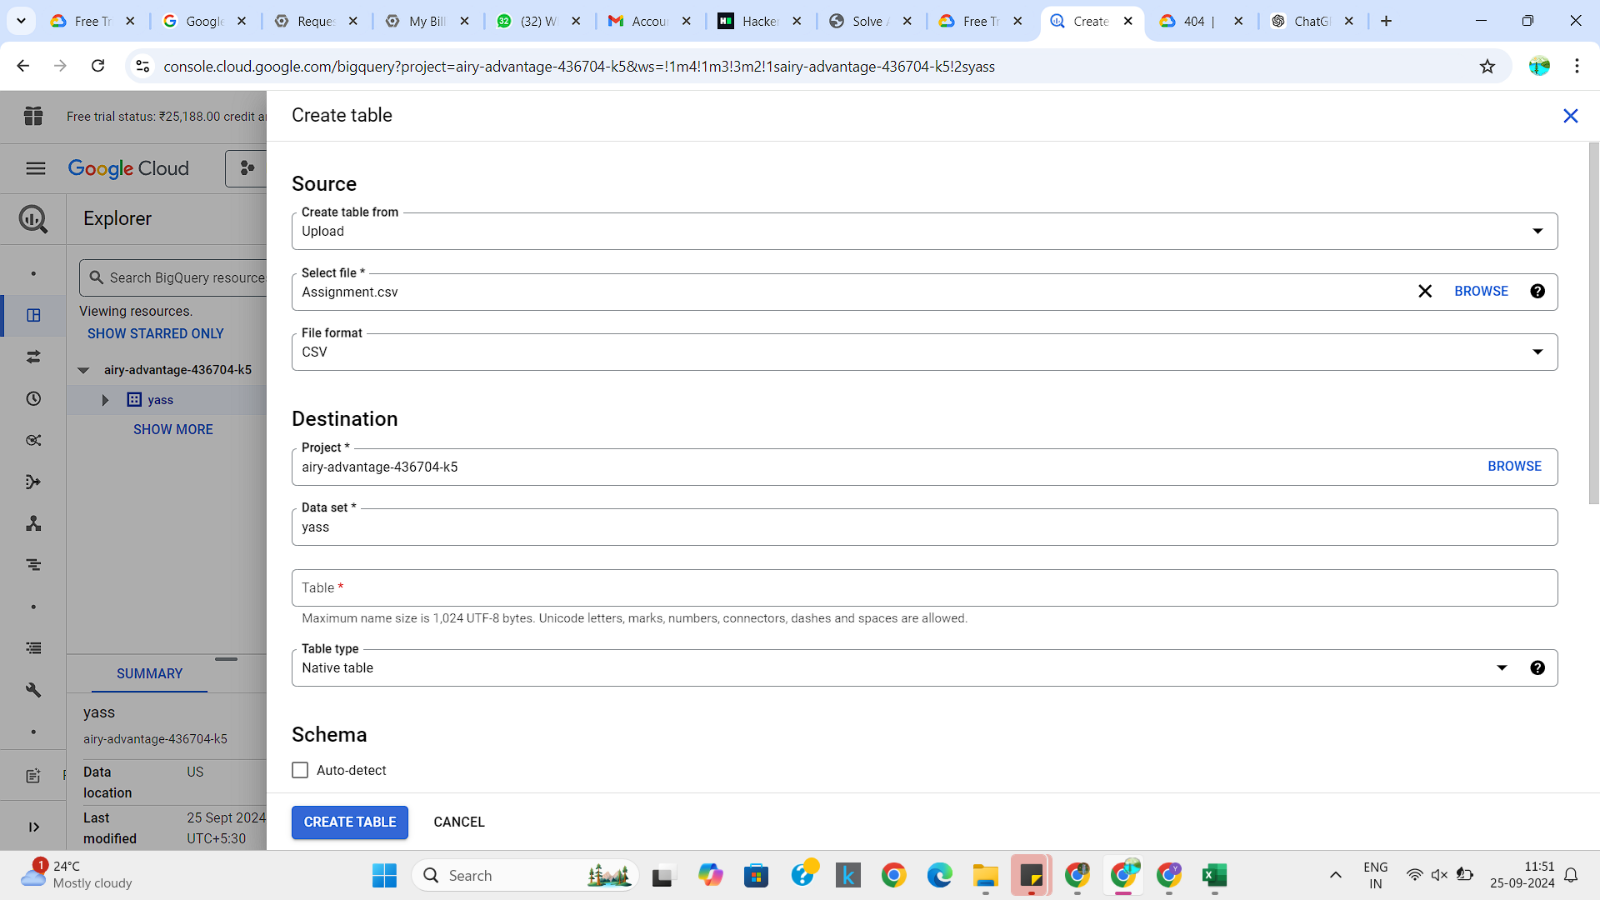 Free Tr
Google
Reques
My Bill
(32) W
Accou
Hacke
Solve
Free Tr
Create
404 |
ChatG
console.cloud.google.com/bigquery?project=airy-advantage-436704-k5&ws=!1m4!1m3!3m2!1sairy-advantage-436704-k5!2syass
Free trial status: ₹25,188.00 credit
Google Cloud
Explorer
Search BigQuery resource
Viewing resources.
SHOW STARRED ONLY
airy-advantage-436704-k5
yass
SHOW MORE
SUMMARY
yass
airy-advantage-436704-k5
Data location
US
Last modified
25 Sept 2024
UTC+5:30
Create table
Source
Create table from
Upload
Select file *
Assignment.csv
BROWSE
File format
CSV
Destination
Project *
airy-advantage-436704-k5
BROWSE
Data set *
yass
Table *
Maximum name size is 1,024 UTF-8 bytes. Unicode letters, marks, numbers, connectors, dashes and spaces are allowed.
Table type
Native table
Schema
Auto-detect
CREATE TABLE
CANCEL
1
24°C
Mostly cloudy
Search
ENG
IN
11:51
25-09-2024